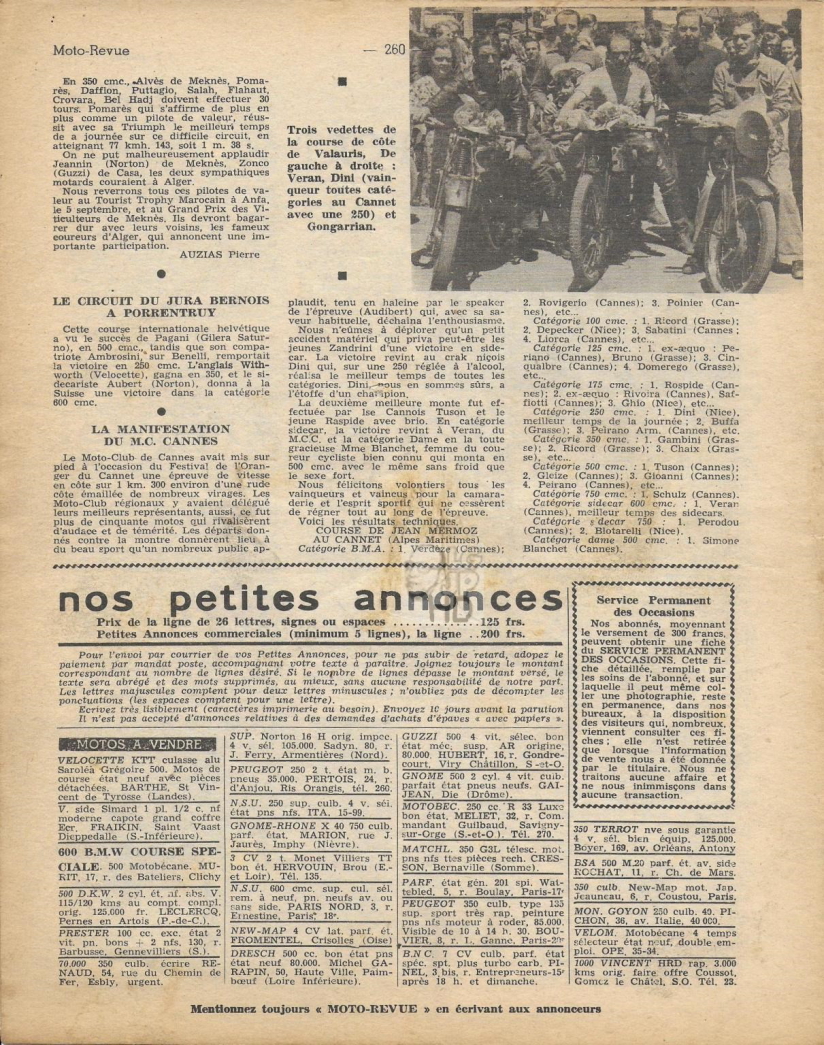 Moto-Revue
— 260
En 350 cmc., Alvès de Meknès, Poma-
rès, Dafflon, Puttagio, Salah, Flahaut,
Crovara, Bel Hadj doivent effectuer 30
tours. Pomarès qui s'affirme de plus en
plus comme un pilote de valeur, réus-
sit avec sa Triumph le meilleur temps
de a journée sur ce difficile circuit, en
atteignant 77 kmh. 143, soit 1 m. 38 s.
On ne put malheureusement applaudir
Jeannin (Norton) de Meknès, Zonco
(Guzzi) de Casa, les deux sympathiques
motards couraient à Alger.
Nous reverrons tous ces pilotes de va-
leur au Tourist Trophy Marocain à Anfa,
le 5 septembre, et au Grand Prix des Vi-
ticulteurs de Meknès. Ils devront bagar-
rer dur avec leurs voisins, les fameux
coureurs d'Alger, qui annoncent une im-
portante participation.
AUZIAS Pierre
Trois vedettes de
la course de côte
de Valauris, De
gauche à droite :
Veran, Dini (vain-
queur toutes caté-
gories au Cannet
avec une 250) et
Gongarrian.
LE CIRCUIT DU JURA BERNOIS
A PORRENTRUY
Cette course internationale helvétique
a vu le succès de Pagani (Gilera Satur-
no), en 500 cmc., tandis que son compa-
triote Ambrosini, sur Benelli, remportait
la victoire en 250 cmc. L'anglais With-
worth (Velocette), gagna en 350, et le si-
decariste Aubert (Norton), donna à la
Suisse une victoire dans la catégorie
600 cmc.
LA MANIFESTATION
DU M.C. CANNES
Le Moto-Club de Cannes avait mis sur
pied à l'occasion du Festival de l'Oran-
ger du Cannet une épreuve de vitesse
en côte sur 1 km. 300 environ d'une rude
côte émaillée de nombreux virages. Les
Moto-Club régionaux y avaient délégué
leurs meilleurs représentants, aussi, ce fut
plus de cinquante motos qui rivalisèrent
d'audace et de témérité. Les départs don-
nés contre la montre donnèrent lieu à
du beau sport qu'un nombreux public ap-
plaudit, tenu en haleine par le speaker
de l'épreuve (Audibert) qui, avec sa sa-
veur habituelle, déchaîna l'enthousiasme.
Nous n'eûmes à déplorer qu'un petit
accident matériel qui priva peut-être les
jeunes Zandrini d'une victoire en side-
car. La victoire revint au crak niçois
Dini qui, sur une 250 réglée à l'alcool,
réalisa le meilleur temps de toutes les
catégories. Dini, nous en sommes sûrs, a
l'étoffe d'un champion.
La deuxième meilleure monte fut ef-
fectuée par lse Cannois Tuson et le
jeune Raspide avec brio. En catégorie
sidecar, la victoire revint à Veran, du
M.C.C. et la catégorie Dame en la toute
gracieuse Mme Blanchet, femme du cou-
reur cycliste bien connu qui monta en
500 cmc. avec le même sans froid que
le sexe fort.
Nous félicitons volontiers tous les
vainqueurs et vaincus pour la camara-
derie et l'esprit sportif qui ne cessèrent
de régner tout au long de l'épreuve.
Voici les résultats techniques.
COURSE DE JEAN MERMOZ
AU CANNET (Alpes Maritimes)
Catégorie B.M.A. : 1. Verdèz (Cannes);
2. Rovigerio (Cannes); 3. Poinier (Can-
nes), etc...
Catégorie 100 cmc. : 1. Ricord (Grasse);
2. Depecker (Nice); 3. Sabatini (Cannes ;
4. Liorca (Cannes), etc...
Catégorie 125 cmc. : 1. ex-æquo : Pe-
riano (Cannes), Bruno (Grasse); 3. Cin-
qualbre (Cannes); 4. Domerego (Grasse),
etc...
Catégorie 175 cmc. : 1. Rospide (Can-
nes); 2. ex-æquo : Rivoira (Cannes), Saf-
fiotti (Cannes); 3. Ghio (Nice), etc...
Catégorie 250 cmc. : 1. Dini (Nice),
meilleur temps de la journée ; 2. Buffa
(Grasse); 3. Peirano Arm. (Cannes), etc.
Catégorie 350 cmc. : 1. Gambini (Gras-
se); 2. Ricord (Grasse); 3. Chaix (Gras-
se), etc...
Catégorie 500 cmc. : 1. Tuson (Cannes);
2. Gleize (Cannes); 3. Gioanni (Cannes);
4. Peirano (Cannes), etc...
Catégorie 750 cmc. : 1. Schulz (Cannes).
Catégorie sidecar 600 cmc. : 1. Veran
(Cannes), meilleur temps des sidecars.
Catégorie s decar 750 : 1. Perodou
(Cannes); 2. Blotarelli (Nice).
Catégorie dame 500 cmc. : 1. Simone
Blanchet (Cannes).
nos petites annonces
Prix de la ligne de 26 lettres, signes ou espaces ..............125 frs.
Petites Annonces commerciales (minimum 5 lignes), la ligne ..200 frs.
Pour l'envoi par courrier de vos Petites Annonces, pour ne pas subir de retard, adoptez le
paiement par mandat poste, accompagnant votre texte à paraître. Joignez toujours le montant
correspondant au nombre de lignes désiré. Si le nombre de lignes dépasse le montant versé, le
texte sera abrégé et des mots supprimés, au mieux, sans aucune responsabilité de notre part.
Les lettres majuscules comptent pour deux lettres minuscules ; n'oubliez pas de décompter les
ponctuations (les espaces comptent pour une lettre).
Ecrivez très lisiblement (caractères imprimerie au besoin). Envoyez 10 jours avant la parution
Il n'est pas accepté d'annonces relatives à des demandes d'achats d'épaves « avec papiers ».
Service Permanent
des Occasions
Nos abonnés, moyennant
le versement de 300 francs,
peuvent obtenir une fiche
du SERVICE PERMANENT
DES OCCASIONS. Cette fi-
che détaillée, remplie par
les soins de l'abonné, et sur
laquelle il peut même col-
ler une photographie, reste
en permanence, dans nos
bureaux, à la disposition
des visiteurs qui, nombreux,
viennent consulter ces fi-
ches ; elle n'est retirée
que lorsque l'information
de vente nous a été donnée
par le titulaire. Nous ne
traitons aucune affaire et
ne nous inimmisçons dans
aucune transaction.
MOTOS A VENDRE
VELOCETTE KTT culasse alu
Saroléa Grégoire 500. Motos de
course état neuf avec pièces
détachées. BARTHE, St Vin-
cent de Tyrosse (Landes).
V. side Simard 1 pl. 1/2 c. nf
moderne capote grand coffre
Ecr. FRAIKIN, Saint Vaast
Dieppedalle (S.-Inférieure).
600 B.M.W COURSE SPE-
CIALE. 500 Motobécane. MU-
RIT, 17, r. des Bateliers, Clichy
500 D.K.W. 2 cyl. ét. nf. abs. V.
115/120 kms au compt. compl.
orig. 125.000 fr. LECLERCQ,
Pernes en Artois (P.-de-C.).
PRESTER 100 cc. exc. état 2
vit. pn. bons + 2 nfs, 130, r.
Barbusse, Gennevilliers (S.).
70.000 350 culb. écrire RE-
NAUD, 54, rue du Chemin de
Fer, Esbly, urgent.
SUP. Norton 16 H orig. impec.
4 v. sél. 105.000. Sadyn. 80, r.
J. Ferry, Armentières (Nord).
PEUGEOT 250 2 t. état m. b.
pneus 35.000. PERTOIS, 24, r.
d'Anjou, Ris Orangis, tél. 260.
N.S.U. 250 sup. culb. 4 v. séi.
état pns nfs. ITA. 15-99.
GNOME-RHONE X 40 750 culb.
parf. état. MARION, rue J.
Jaurès, Imphy (Nièvre).
3 CV 2 t. Monet Villiers TT
bon ét. HERVOUIN, Brou (E.-
et Loir). Tél. 135.
N.S.U. 600 cmc. sup. cul. sél.
rem. à neuf, pn. neufs av. ou
sans side. PARIS NORD, 3, r.
Ernestine, Paris. 18e.
NEW-MAP 4 CV lat. parf. ét.
FROMENTEL, Crisolles (Oise)
DRESCH 500 cc. bon état pns
état neuf 80.000. Michel GA-
RAPIN, 50, Haute Ville, Paim-
bœuf (Loire Inférieure).
GUZZI 500 4 vit. sélec. bon
état méc. susp. AR origine,
80.000. HUBERT, 16, r. Gondre-
court, Viry Châtillon, S-et-O.
GNOME 500 2 cyl. 4 vit. culb.
parfait état pneus neufs. GAI-
JEAN, Die (Drôme).
MOTOBEC. 250 cc. R 33 Luxe
bon état. MELIET, 32, r. Com-
mandant Guilbaud, Savigny-
sur-Orge (S.-et-O.). Tél. 270.
MATCHL. 350 G3L télesc. mot.
pns nfs ttes pièces rech. CRES-
SON, Bernaville (Somme).
PARF. état gén. 201 spi. Wat-
tebled, 5, r. Boulay, Paris-17e
PEUGEOT 350 culb. type 135
sup. sport très rap. peinture
pns nfs moteur à roder, 85.000.
Visible de 10 à 14 h. 30. BOU-
VIER, 8, r. L. Ganne. Paris-20e
B.N.C. 7 CV culb. parf. état
spéc. spt. plus turbo carb. PI-
NEL, 3 bis, r. Entrepreneurs-15e
après 18 h. et dimanche.
350 TERROT nve sous garantie
4 v. sél. bien équip. 125.000.
Boyer, 169, av. Orléans, Antony
BSA 500 M.20 parf. ét. av. side
ROCHAT, 11, r. Ch. de Mars.
350 culb. New-Map mot. Jap.
Jeauneau, 6, r. Coustou, Paris.
MON. GOYON 250 culb. 49. PI-
CHON, 36, av. Italie, 40 000.
VELOM. Motobécane 4 temps
sélecteur état neuf, double em-
ploi. OPE. 35-34.
1000 VINCENT HRD rap. 3.000
kms orig. faire offre Coussot,
Gomez le Châtel, S.O. Tél. 23.
Mentionnez toujours « MOTO-REVUE » en écrivant aux annonceurs